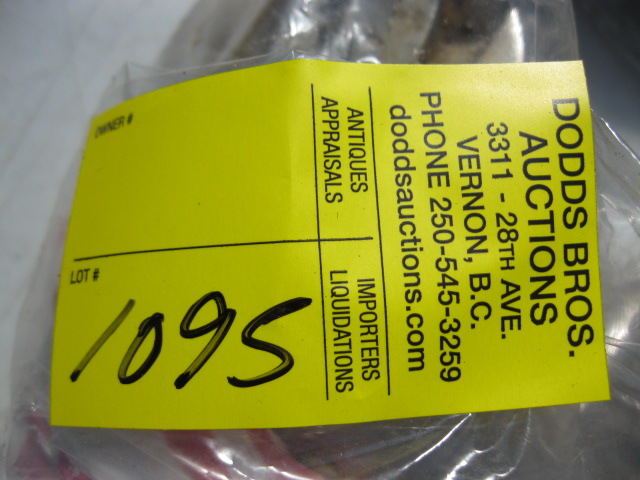 DODDS BROS.
AUCTIONS
3311 - 28TH AVE.
VERNON, B.C.
PHONE 250-545-3259
doddsauctions.com
ANTIQUES
APPRAISALS
IMPORTERS
LIQUIDATIONS
OWNER #
LOT #
1095